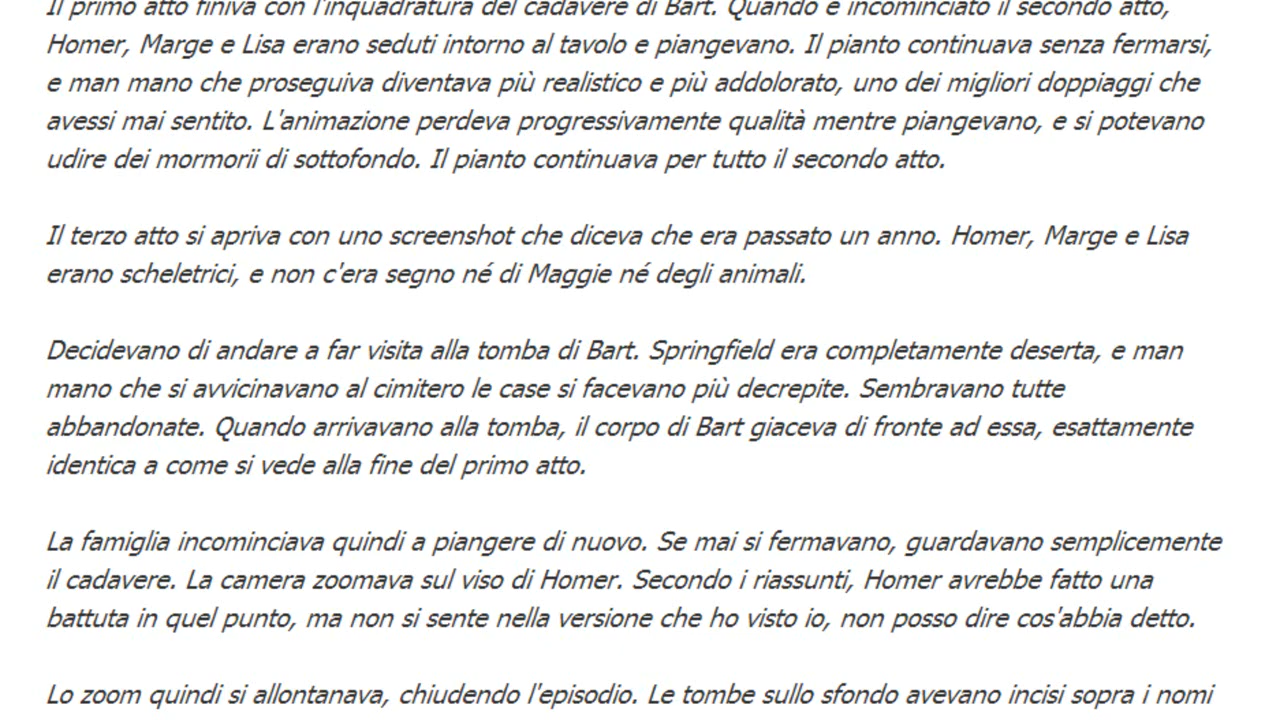 Il primo atto finiva con l'inquadratura del cadavere di Bart. Quando è incominciato il secondo atto,
Homer, Marge e Lisa erano seduti intorno al tavolo e piangevano. Il pianto continuava senza fermarsi,
e man mano che proseguiva diventava più realistico e più addolorato, uno dei migliori doppiaggi che
avessi mai sentito. L'animazione perdeva progressivamente qualità mentre piangevano, e si potevano
udire dei mormorii di sottofondo. Il pianto continuava per tutto il secondo atto.
Il terzo atto si apriva con uno screenshot che diceva che era passato un anno. Homer, Marge e Lisa
erano scheletrici, e non c'era segno né di Maggie né degli animali.
Decidevano di andare a far visita alla tomba di Bart. Springfield era completamente deserta, e man
mano che si avvicinavano al cimitero le case si facevano più decrepite. Sembravano tutte
abbandonate. Quando arrivavano alla tomba, il corpo di Bart giaceva di fronte ad essa, esattamente
identica a come si vede alla fine del primo atto.
La famiglia incominciava quindi a piangere di nuovo. Se mai si fermavano, guardavano semplicemente
il cadavere. La camera zoomava sul viso di Homer. Secondo i riassunti, Homer avrebbe fatto una
battuta in quel punto, ma non si sente nella versione che ho visto io, non posso dire cos'abbia detto.
Lo zoom quindi si allontanava, chiudendo l'episodio. Le tombe sullo sfondo avevano incisi sopra i nomi